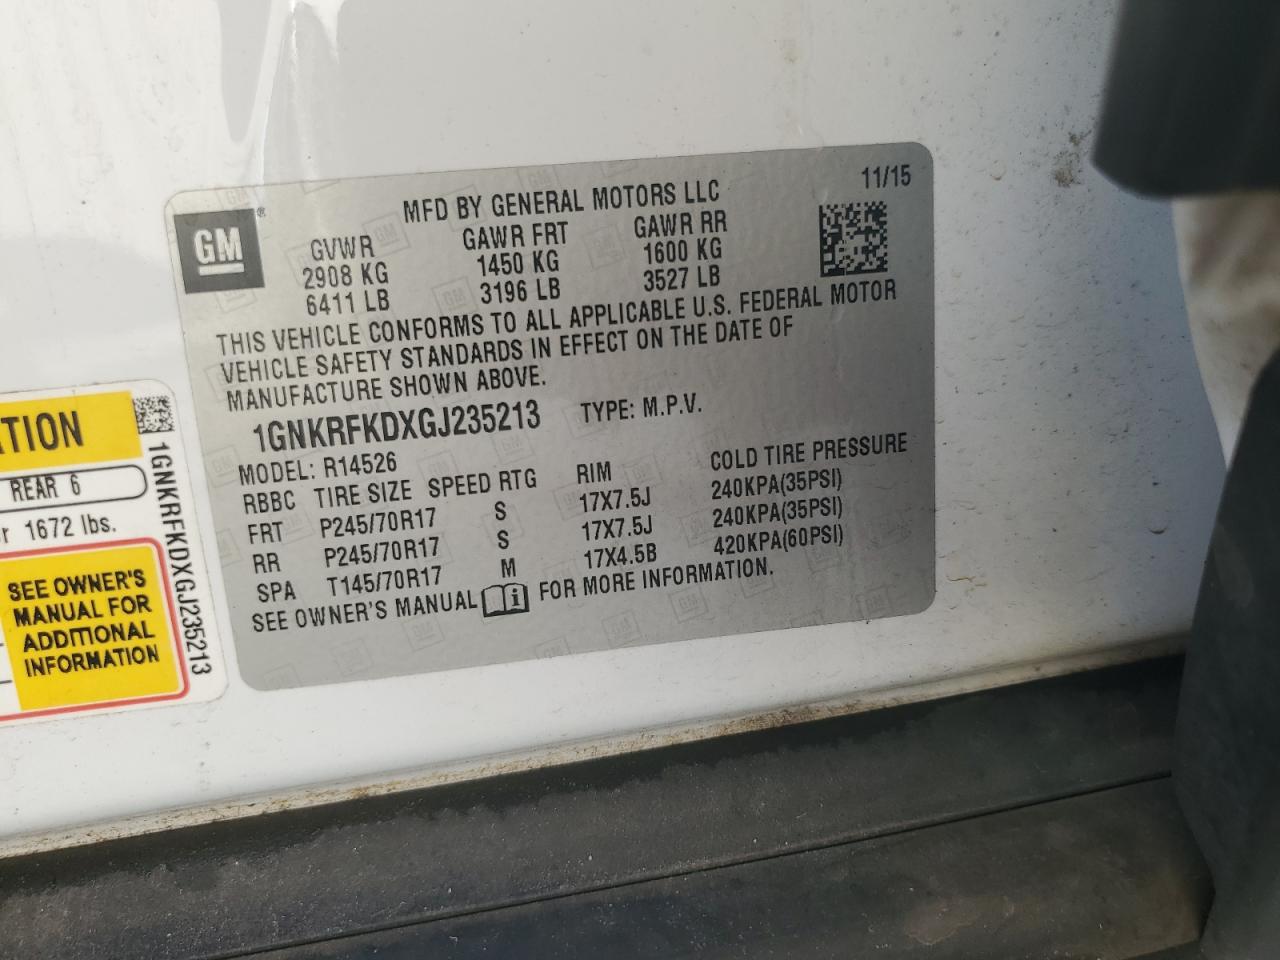 11/15
MFD BY GENERAL MOTORS LLC
GM
®
GVWR GAWR FRT GAWR RR
2908 KG 1450 KG 1600 KG
6411 LB 3196 LB 3527 LB
THIS VEHICLE CONFORMS TO ALL APPLICABLE U.S. FEDERAL MOTOR
VEHICLE SAFETY STANDARDS IN EFFECT ON THE DATE OF
MANUFACTURE SHOWN ABOVE.
1GNKRFKDXGJ235213 TYPE: M.P.V.
MODEL: R14526
RBBC TIRE SIZE SPEED RTG RIM COLD TIRE PRESSURE
FRT P245/70R17 S 17X7.5J 240KPA(35PSI)
RR P245/70R17 S 17X7.5J 240KPA(35PSI)
SPA T145/70R17 M 17X4.5B 420KPA(60PSI)
SEE OWNER'S MANUAL i FOR MORE INFORMATION.
TION
REAR 6
r 1672 lbs.
SEE OWNER'S
MANUAL FOR
ADDITIONAL
INFORMATION
1GNKRFKDXGJ235213